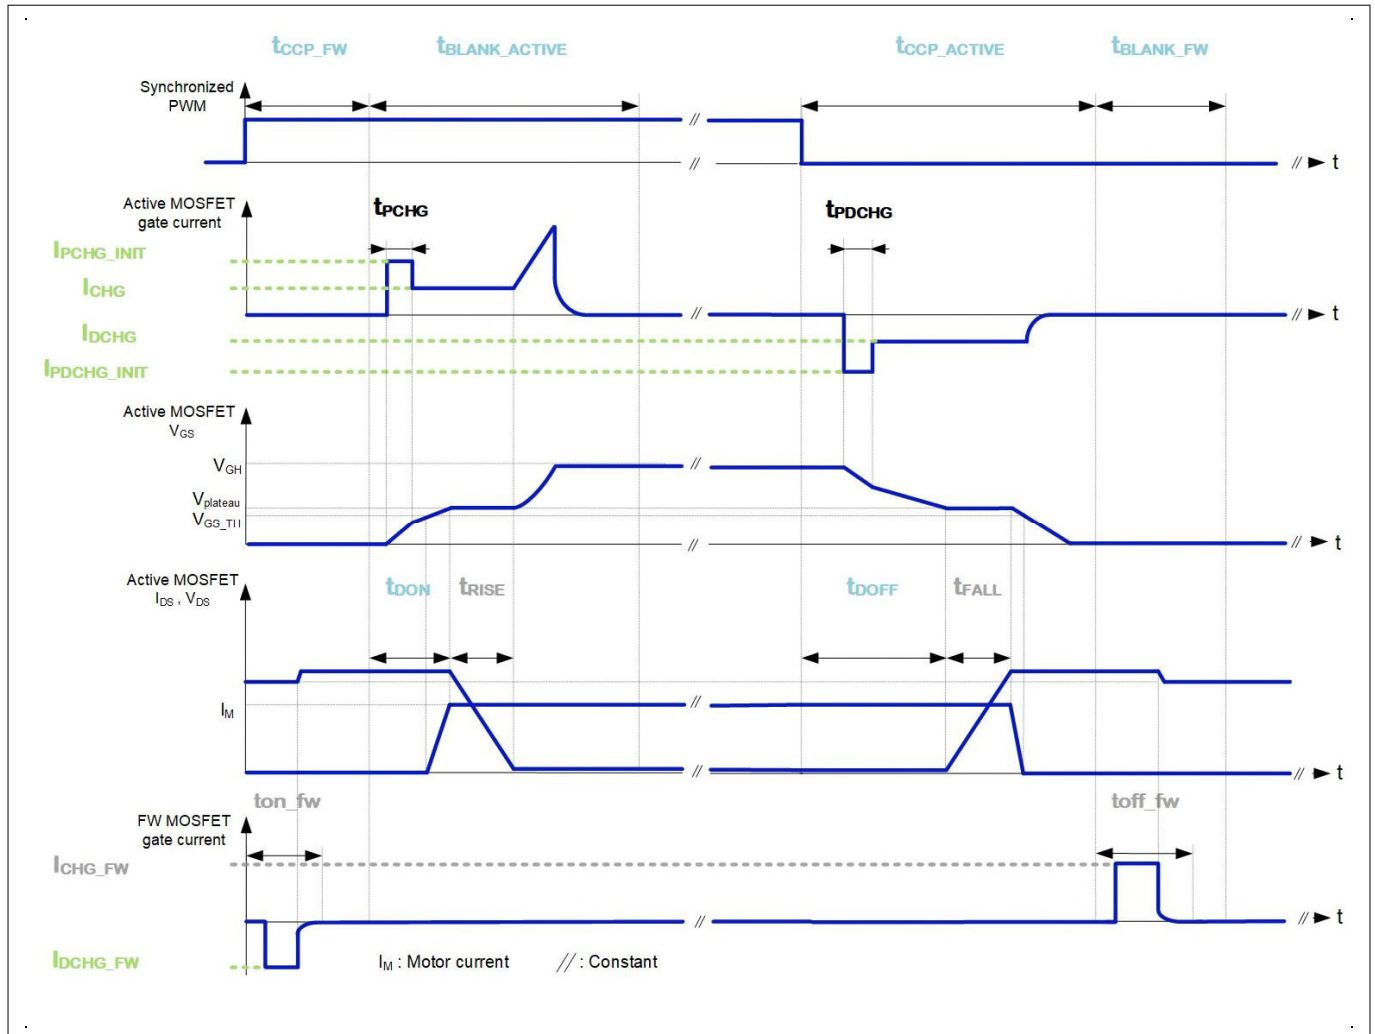 tCCP_FW
tBLANK_ACTIVE
tCCP_ACTIVE
tBLANK_FW
Synchronized
PWM
//
//
// t
Active MOSFET
gate current
tPCHG
tPDCHG
IPCHG_INIT
ICHG
IDCHG
IPDCHG_INIT
//
// t
Active MOSFET
VGS
VGH
Vplateau
VGS_TH
//
//
// t
Active MOSFET
IDS , VDS
tDON
tRISE
tDOFF
tFALL
IM
//
//
// t
ton_fw
toff_fw
FW MOSFET
gate current
ICHG_FW
//
// t
IDCHG_FW
IM : Motor current
// : Constant